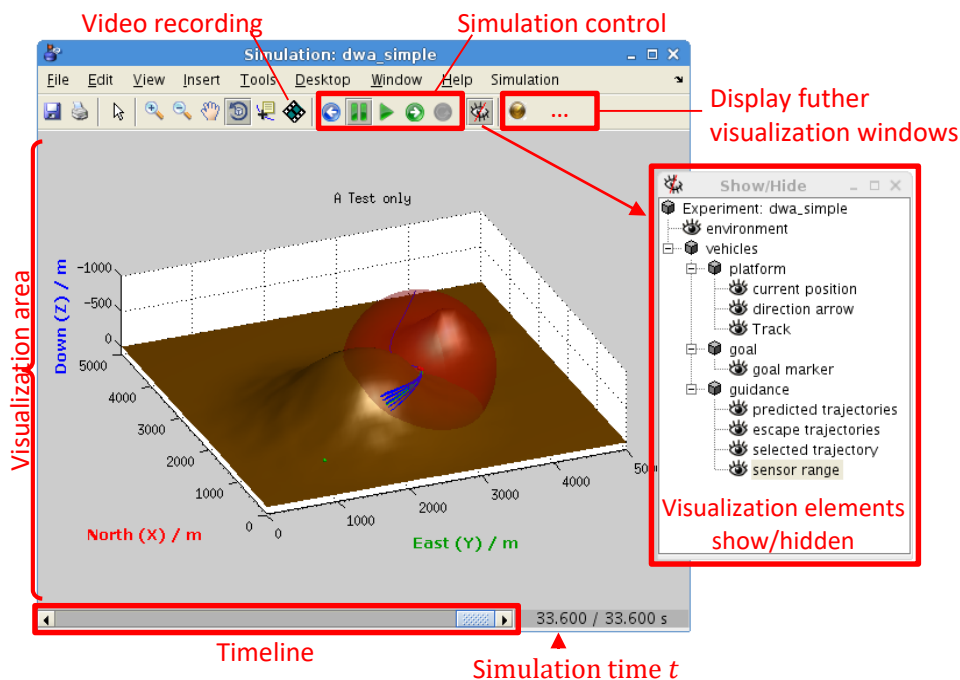 Video recording
Simulation control
Simulation: dwa_simple
File Edit View Insert Tools Desktop Window Help Simulation
...
Display futher
visualization windows
Visualization area
A Test only
Down (Z) / m
−1000
−500
0
5000
4000
3000
2000
1000
0
North (X) / m
0
1000
2000
3000
4000
500
East (Y) / m
Show/Hide
Experiment: dwa_simple
environment
vehicles
platform
current position
direction arrow
Track
goal
goal marker
guidance
predicted trajectories
escape trajectories
selected trajectory
sensor range
Visualization elements
show/hidden
33.600 / 33.600 s
Timeline
Simulation time t